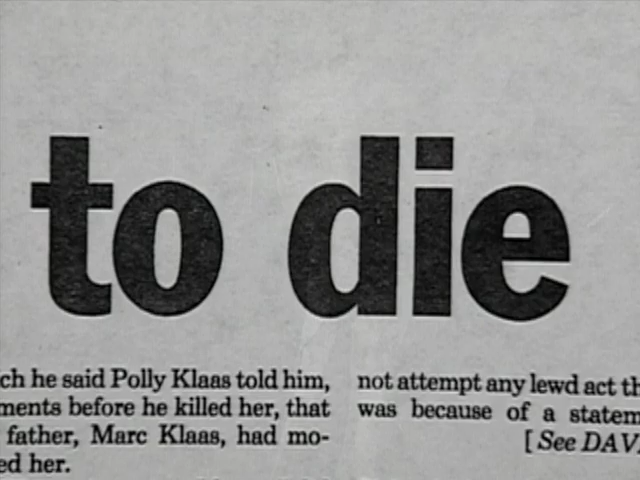 to die
ch he said Polly Klaas told him,
ments before he killed her, that
father, Marc Klaas, had mo-
ed her.
not attempt any lewd act th
was because of a statem
[ See DAV